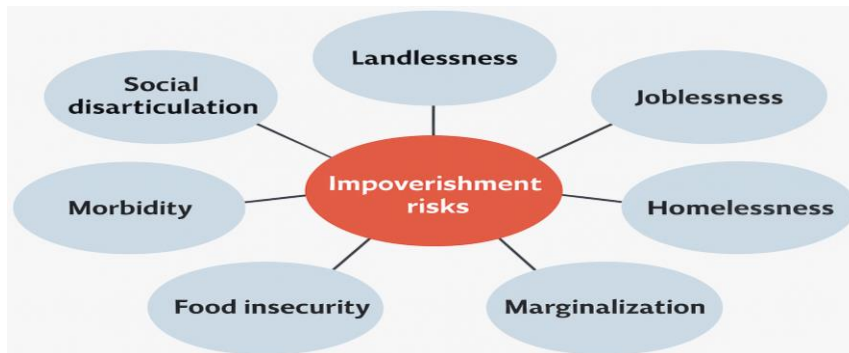 Landlessness
Social
disarticulation
Joblessness
Impoverishment
risks
Morbidity
Homelessness
Food insecurity
Marginalization